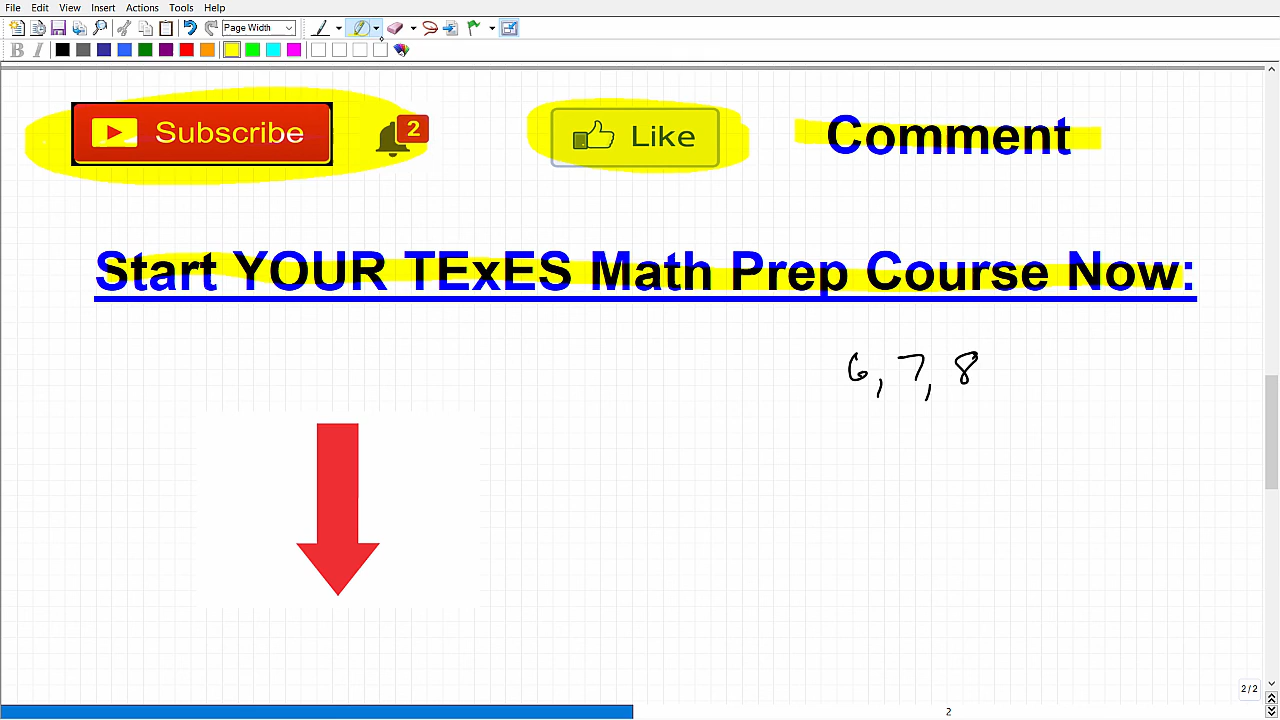 File Edit View Insert Actions Tools Help
Page Width
B I
Subscribe 2 Like Comment
Start YOUR TExES Math Prep Course Now:
6, 7, 8
2/2
2